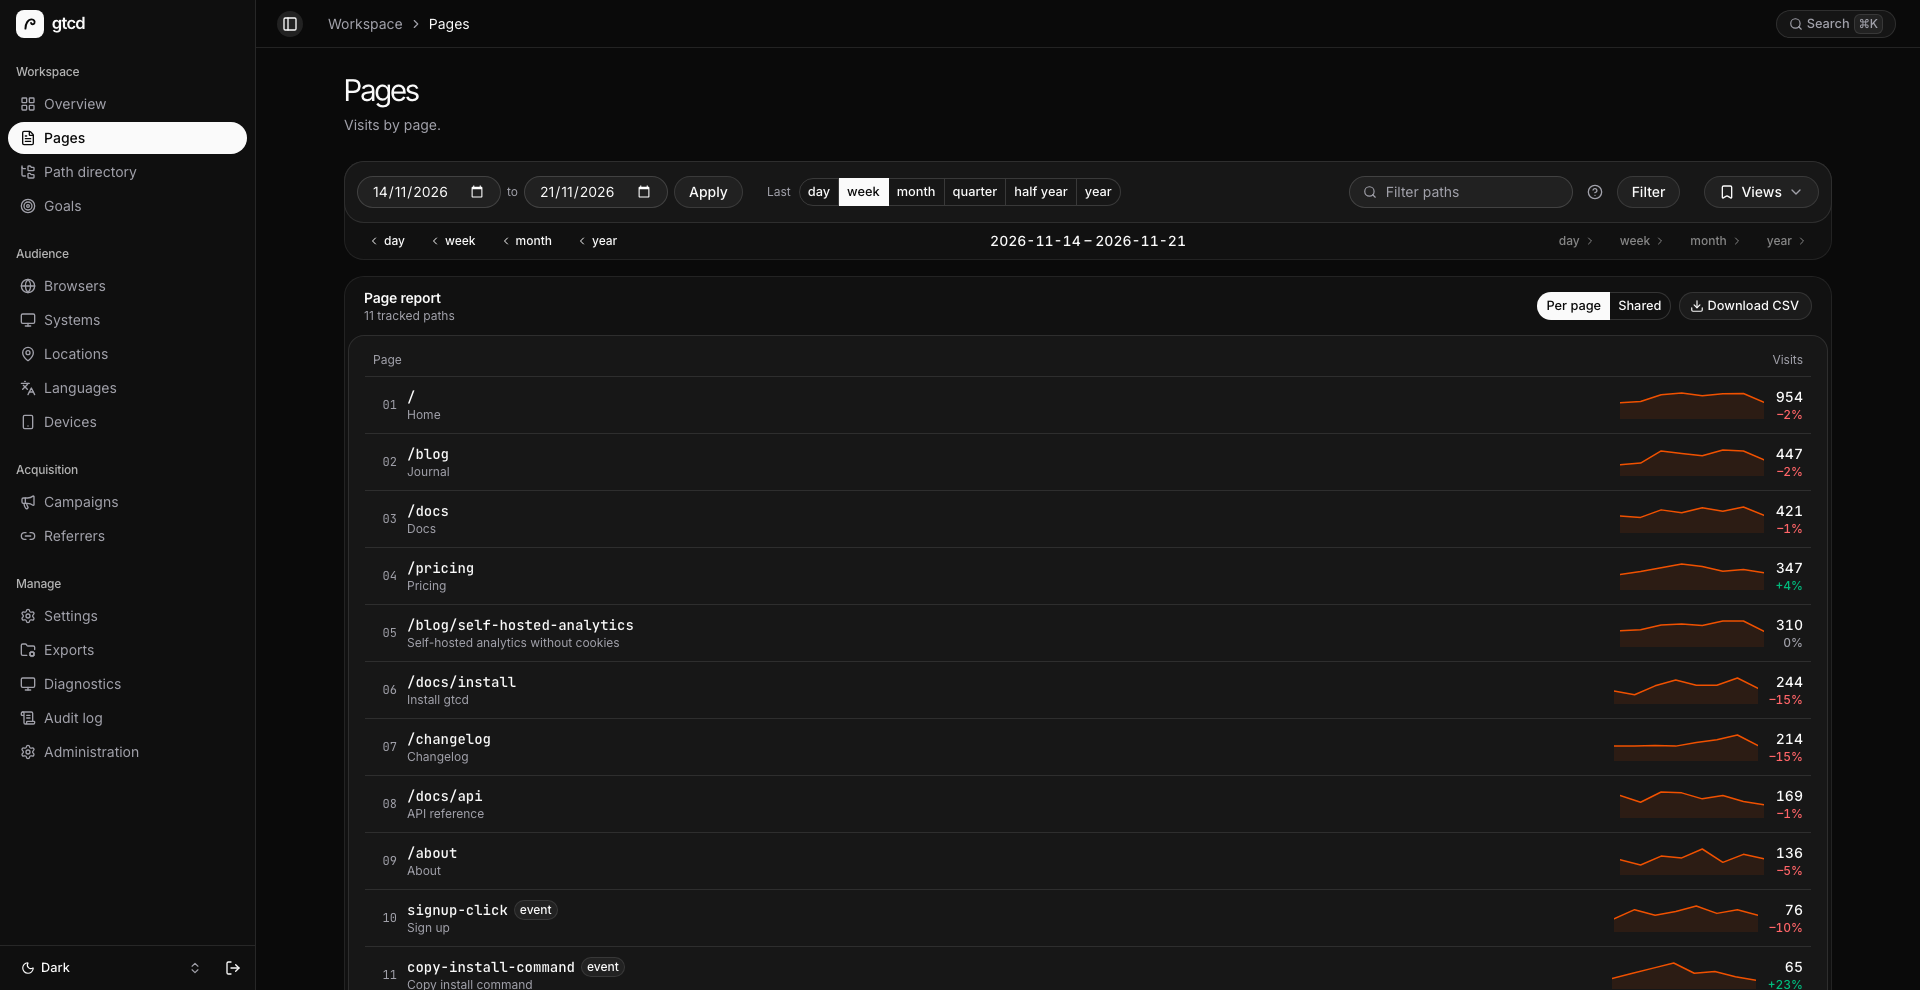 gtcd
Workspace
Overview
Pages
Path directory
Goals
Audience
Browsers
Systems
Locations
Languages
Devices
Acquisition
Campaigns
Referrers
Manage
Settings
Exports
Diagnostics
Audit log
Administration
Dark
Workspace > Pages
Search ⌘K
Pages
Visits by page.
14/11/2026 to 21/11/2026 Apply Last day week month quarter half year year Filter paths Filter Views
‹ day ‹ week ‹ month ‹ year 2026-11-14 – 2026-11-21 day › week › month › year ›
Page report
11 tracked paths
Per page Shared Download CSV
Page Visits
01 / 954
Home −2%
02 /blog 447
Journal −2%
03 /docs 421
Docs −1%
04 /pricing 347
Pricing +4%
05 /blog/self-hosted-analytics 310
Self-hosted analytics without cookies 0%
06 /docs/install 244
Install gtcd −15%
07 /changelog 214
Changelog −15%
08 /docs/api 169
API reference −1%
09 /about 136
About −5%
10 signup-click event 76
Sign up −10%
11 copy-install-command event 65
Copy install command +23%